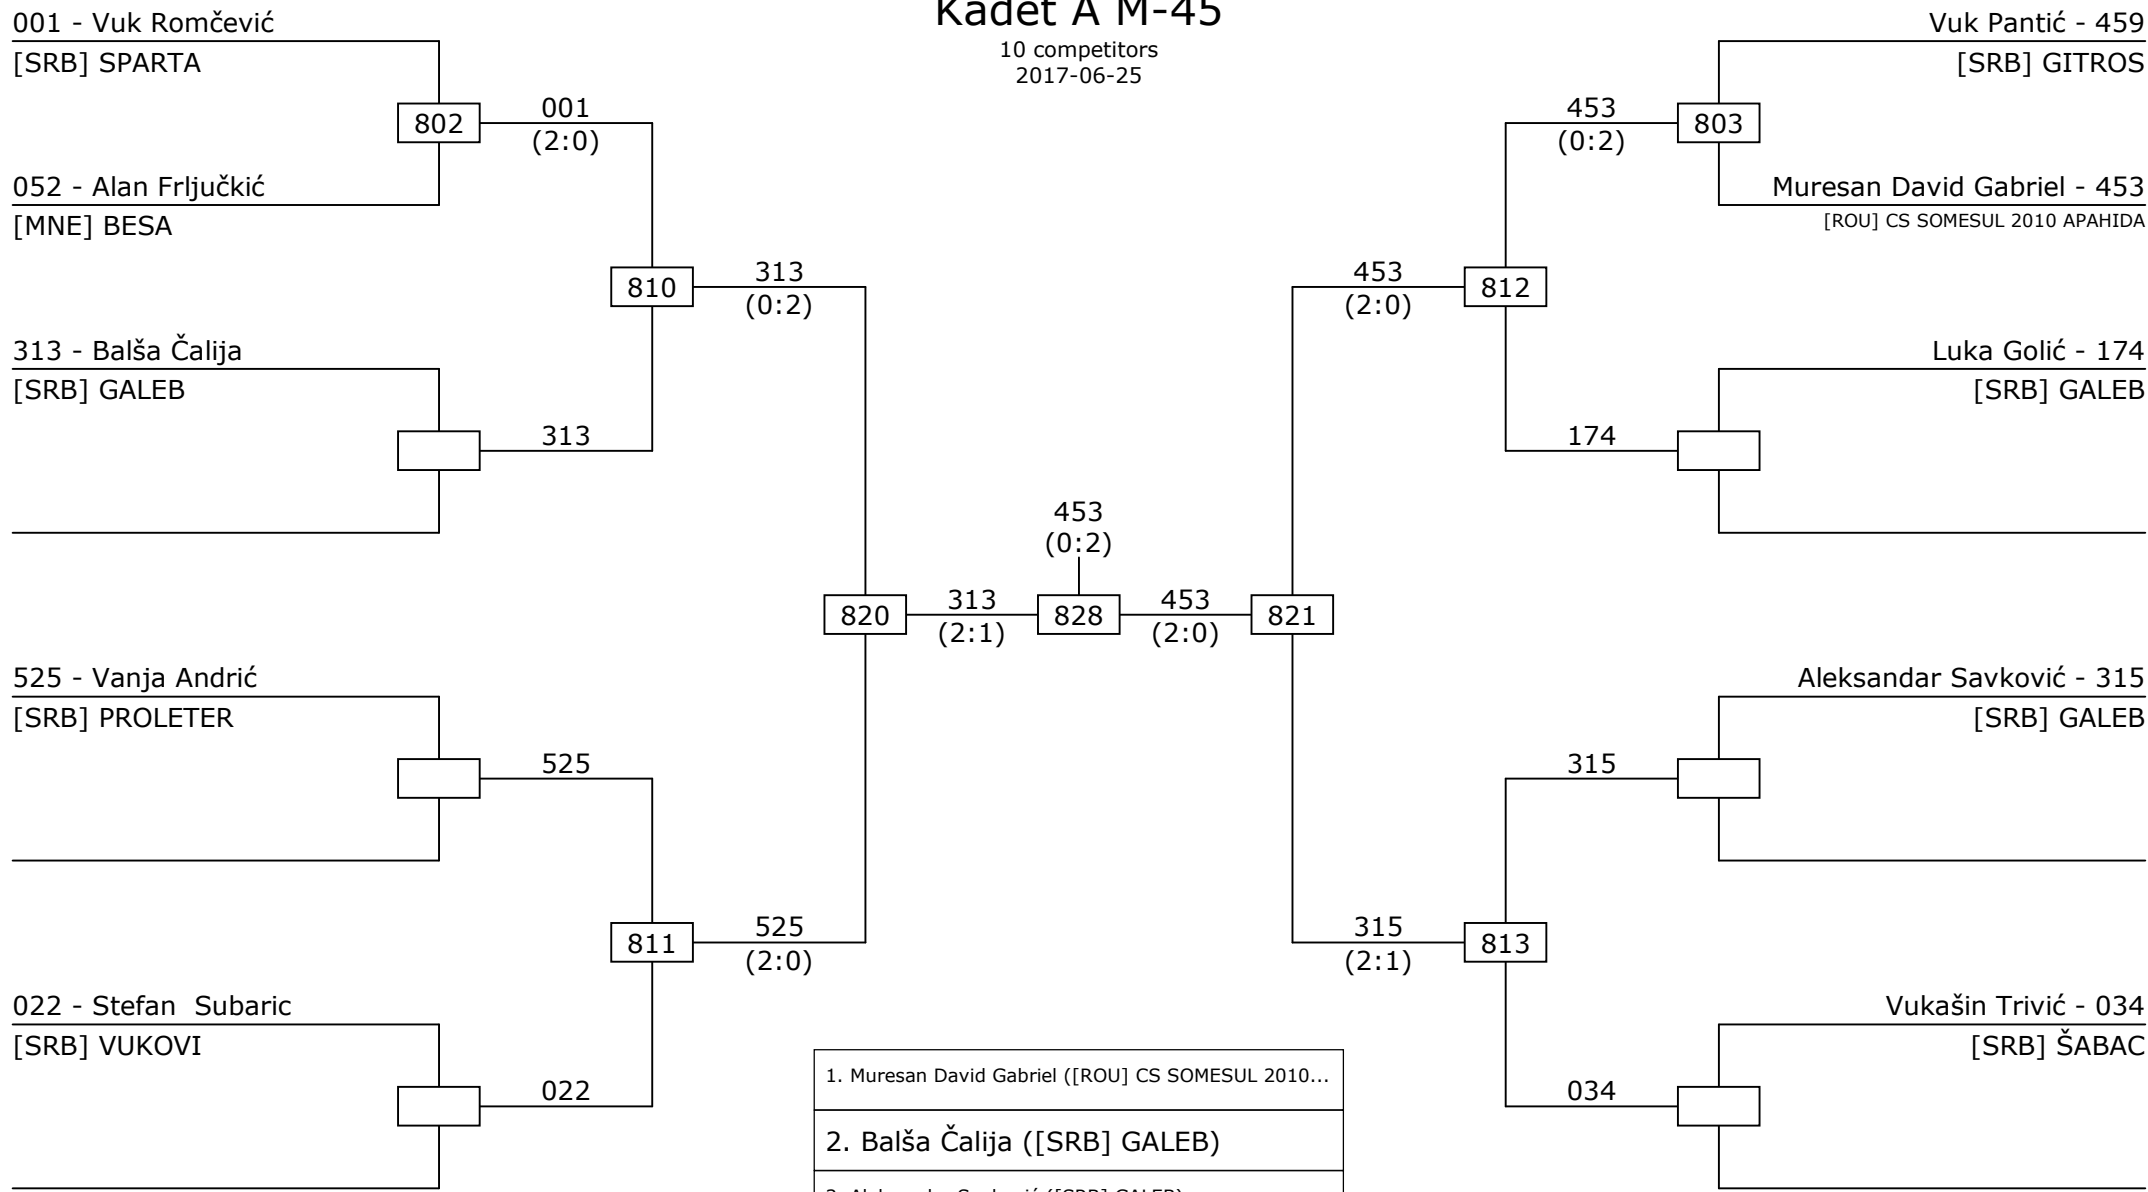 Kadet A M-45
10 competitors
2017-06-25
001 - Vuk Romčević
[SRB] SPARTA
802
001
(2:0)
052 - Alan Frljučkić
[MNE] BESA
810
313
(0:2)
313 - Balša Čalija
[SRB] GALEB
313
525 - Vanja Andrić
[SRB] PROLETER
525
811
525
(2:0)
022 - Stefan  Subaric
[SRB] VUKOVI
022
820
313
(2:1)
453
(0:2)
828
453
(2:0)
821
Vuk Pantić - 459
[SRB] GITROS
453
(0:2)
803
Muresan David Gabriel - 453
[ROU] CS SOMESUL 2010 APAHIDA
453
(2:0)
812
Luka Golić - 174
[SRB] GALEB
174
Aleksandar Savković - 315
[SRB] GALEB
315
315
(2:1)
813
Vukašin Trivić - 034
[SRB] ŠABAC
034
1. Muresan David Gabriel ([ROU] CS SOMESUL 2010...
2. Balša Čalija ([SRB] GALEB)
3. Aleksandar Savković ([SRB] GALEB)